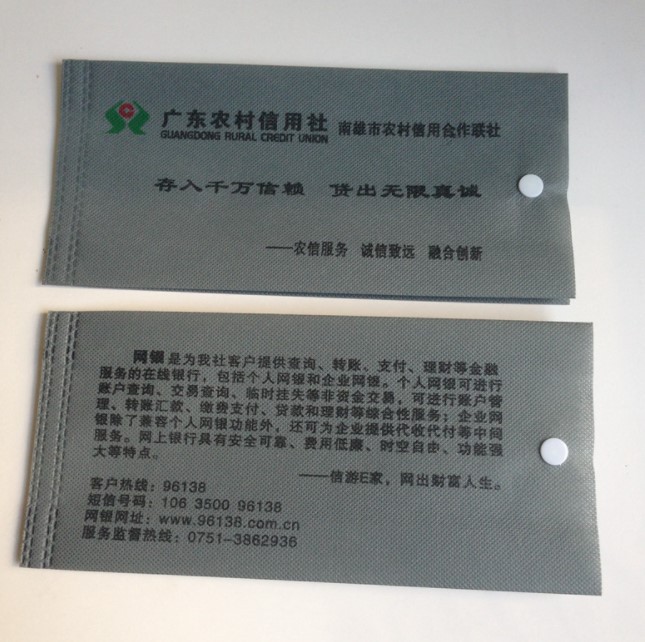 广东农村信用社 南雄市农村信用合作联社
GUANGDONG RURAL CREDIT UNION
存入千万信赖 贷出无限真诚
——农信服务 诚信致远 融合创新
网银是为我社客户提供查询、转账、支付、理财等金融
服务的在线银行，包括个人网银和企业网银。个人网银可进行
账户查询、交易查询、临时挂失等非资金交易，可进行账户管
理、转账汇款、缴费支付、贷款和理财等综合性服务；企业网
银除了兼容个人网银功能外，还可为企业提供代收代付等中间
服务。网上银行具有安全可靠、费用低廉、时空自由、功能强
大等特点。
——信游E家，网出财富人生。
客户热线：96138
短信号码：106 3500 96138
网银网址：www.96138.com.cn
服务监督热线：0751-3862936